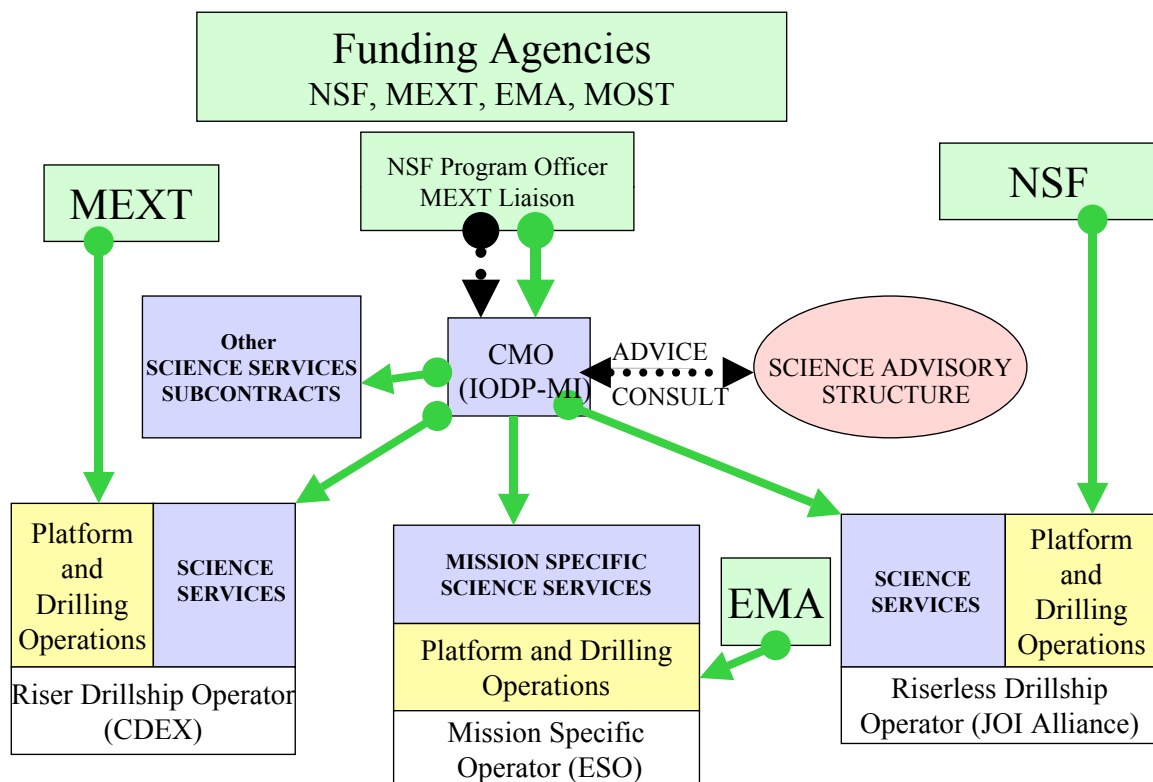 Funding Agencies
NSF, MEXT, EMA, MOST
NSF Program Officer
MEXT Liaison
MEXT
NSF
Other
SCIENCE SERVICES
SUBCONTRACTS
CMO
(IODP-MI)
ADVICE
CONSULT
SCIENCE ADVISORY
STRUCTURE
Platform
and
Drilling
Operations
SCIENCE
SERVICES
Riser Drillship Operator
(CDEX)
MISSION SPECIFIC
SCIENCE SERVICES
Platform and Drilling
Operations
Mission Specific
Operator (ESO)
EMA
SCIENCE
SERVICES
Platform
and
Drilling
Operations
Riserless Drillship
Operator (JOI Alliance)